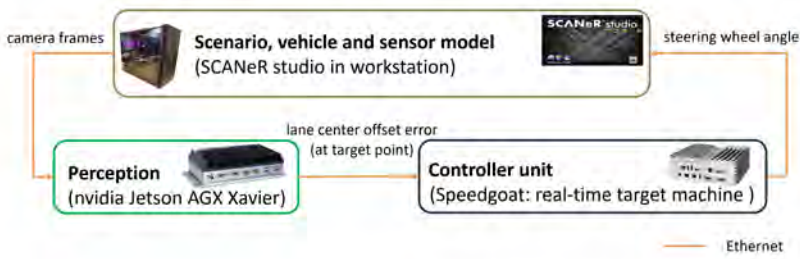 camera frames
Scenario, vehicle and sensor model
(SCANeR studio in workstation)
SCANeR studio
steering wheel angle
lane center offset error
(at target point)
Perception
(nvidia Jetson AGX Xavier)
Controller unit
(Speedgoat: real-time target machine )
Ethernet